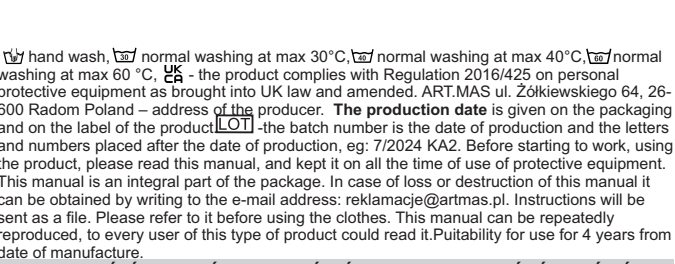 hand wash, 30 normal washing at max 30°C, 40 normal washing at max 40°C, 60 normal
washing at max 60 °C, UK CA - the product complies with Regulation 2016/425 on personal
protective equipment as brought into UK law and amended. ART.MAS ul. Żółkiewskiego 64, 26-
600 Radom Poland – address of the producer. The production date is given on the packaging
and on the label of the product LOT -the batch number is the date of production and the letters
and numbers placed after the date of production, eg: 7/2024 KA2. Before starting to work, using
the product, please read this manual, and kept it on all the time of use of protective equipment.
This manual is an integral part of the package. In case of loss or destruction of this manual it
can be obtained by writing to the e-mail address: reklamacje@artmas.pl. Instructions will be
sent as a file. Please refer to it before using the clothes. This manual can be repeatedly
reproduced, to every user of this type of product could read it.Puitability for use for 4 years from
date of manufacture.